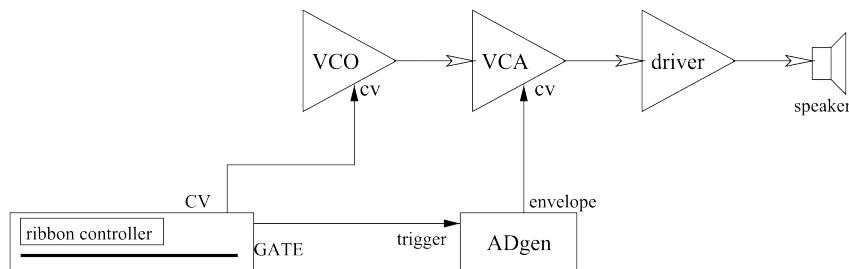 VCO
VCA
driver
cv
cv
speaker
CV
envelope
ribbon controller
GATE
trigger
ADgen